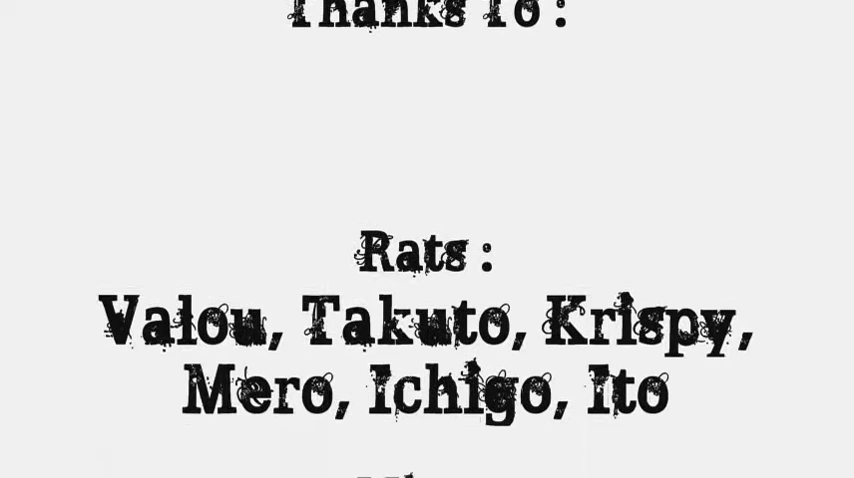 Thanks To :
Rats :
Valou, Takuto, Krispy,
Mero, Ichigo, Ito